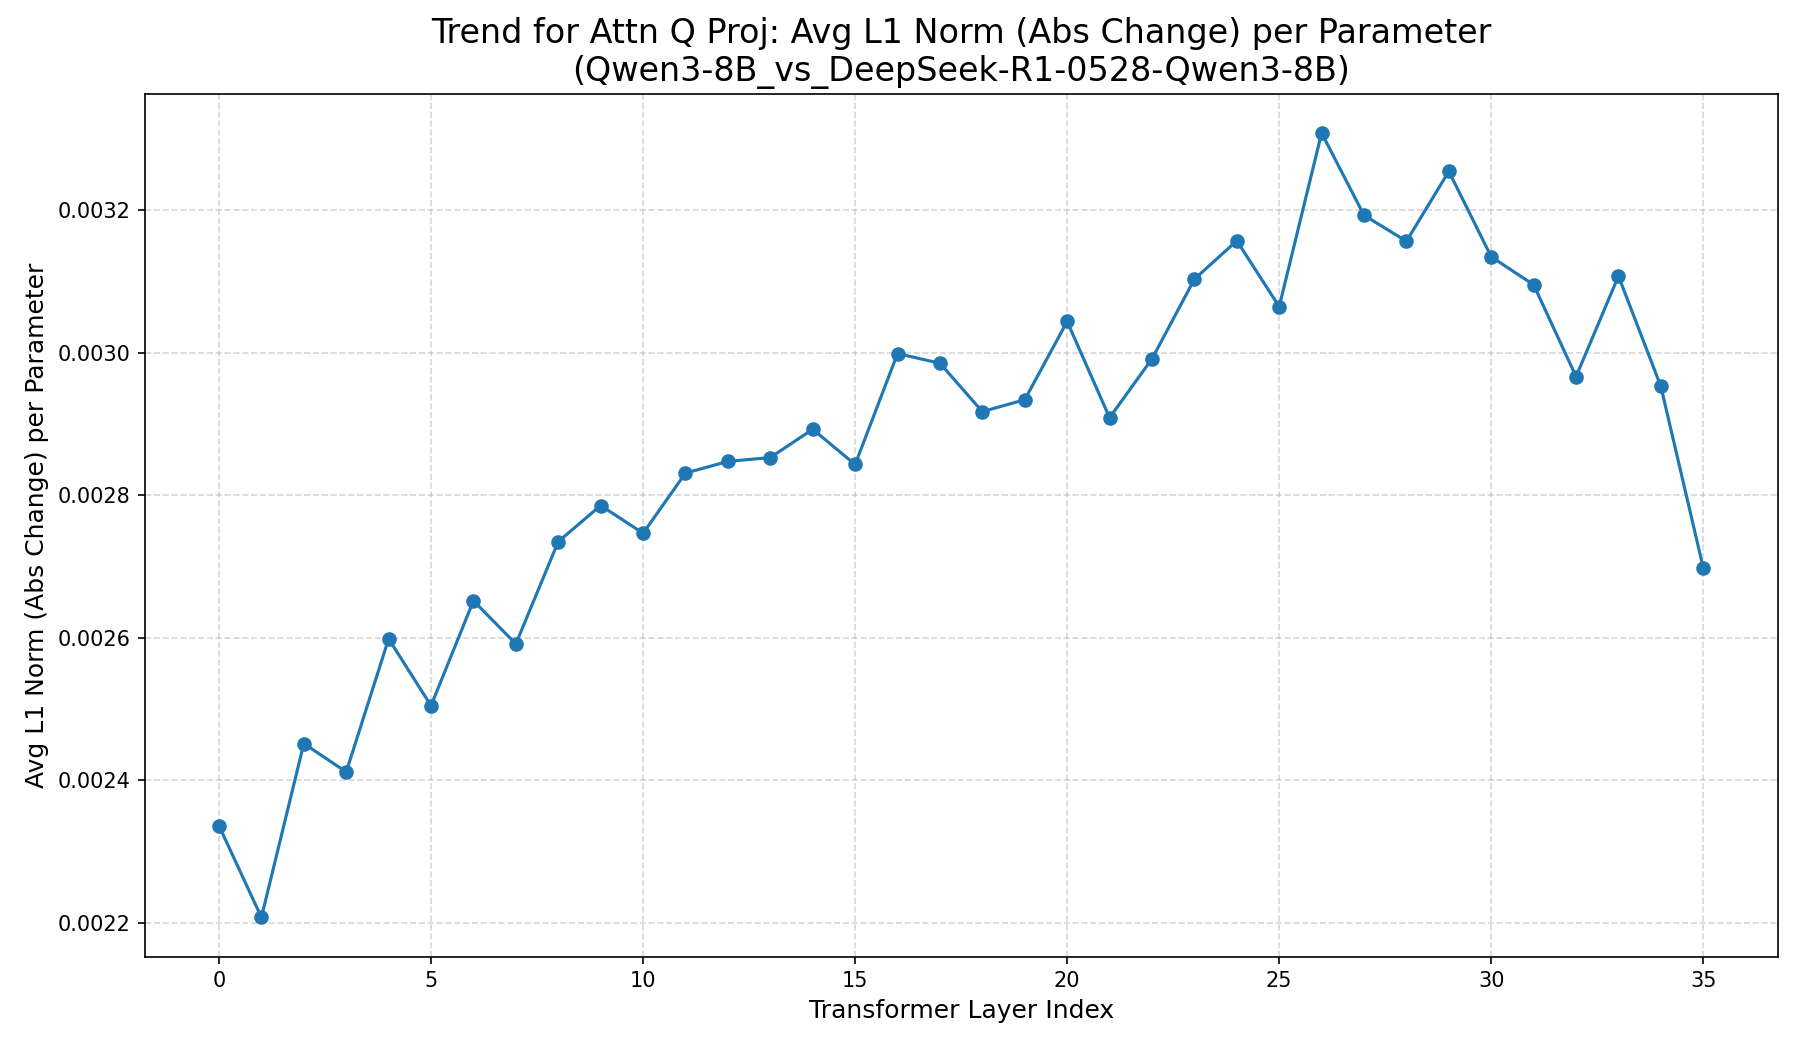 Trend for Attn Q Proj: Avg L1 Norm (Abs Change) per Parameter
(Qwen3-8B_vs_DeepSeek-R1-0528-Qwen3-8B)
Avg L1 Norm (Abs Change) per Parameter
0.0032
0.0030
0.0028
0.0026
0.0024
0.0022
0 5 10 15 20 25 30 35
Transformer Layer Index